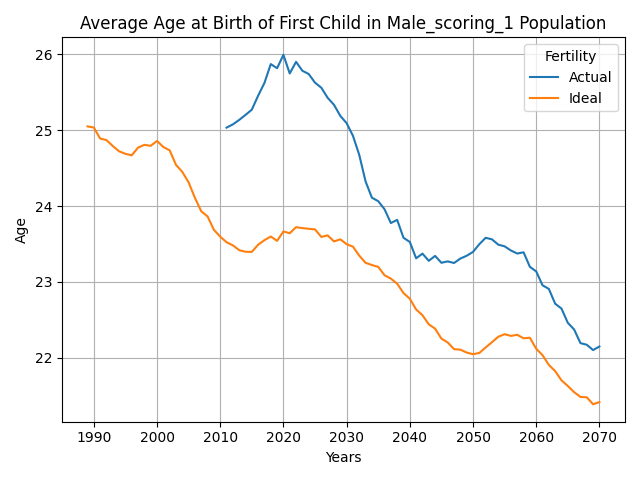 Average Age at Birth of First Child in Male_scoring_1 Population
Fertility
Actual
Ideal
Age
26
25
24
23
22
1990 2000 2010 2020 2030 2040 2050 2060 2070
Years